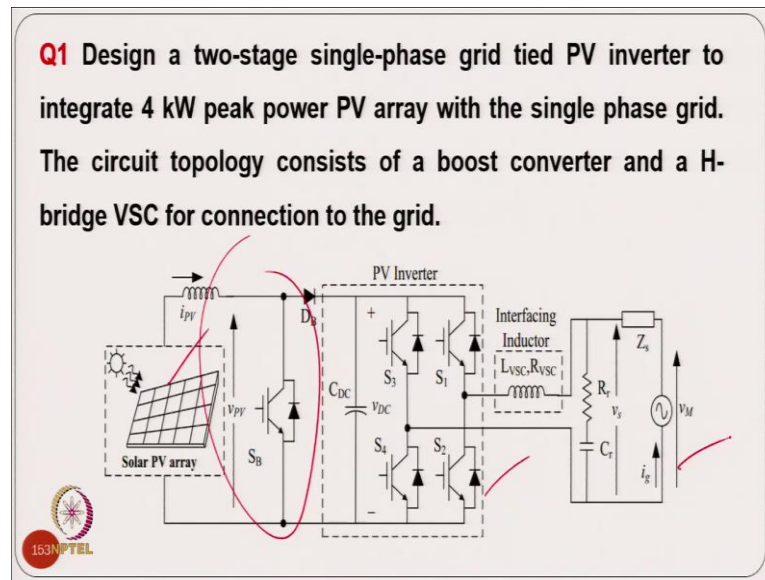 Q1 Design a two-stage single-phase grid tied PV inverter to
integrate 4 kW peak power PV array with the single phase grid.
The circuit topology consists of a boost converter and a H-
bridge VSC for connection to the grid.
PV Inverter
iPV
DB
Interfacing
Inductor
LVSC,RVSC
Zs
S3
S1
CDC
+
vDC
−
vPV
SB
Rr
vs
vM
S4
S2
Cr
ig
Solar PV array
153 NPTEL